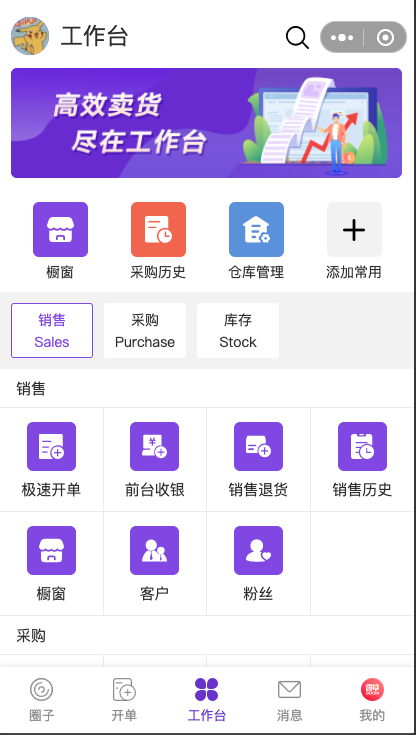 工作台
高效卖货
尽在工作台
橱窗
采购历史
仓库管理
添加常用
销售
Sales
采购
Purchase
库存
Stock
销售
极速开单
前台收银
销售退货
销售历史
橱窗
客户
粉丝
采购
圈子
开单
工作台
消息
我的